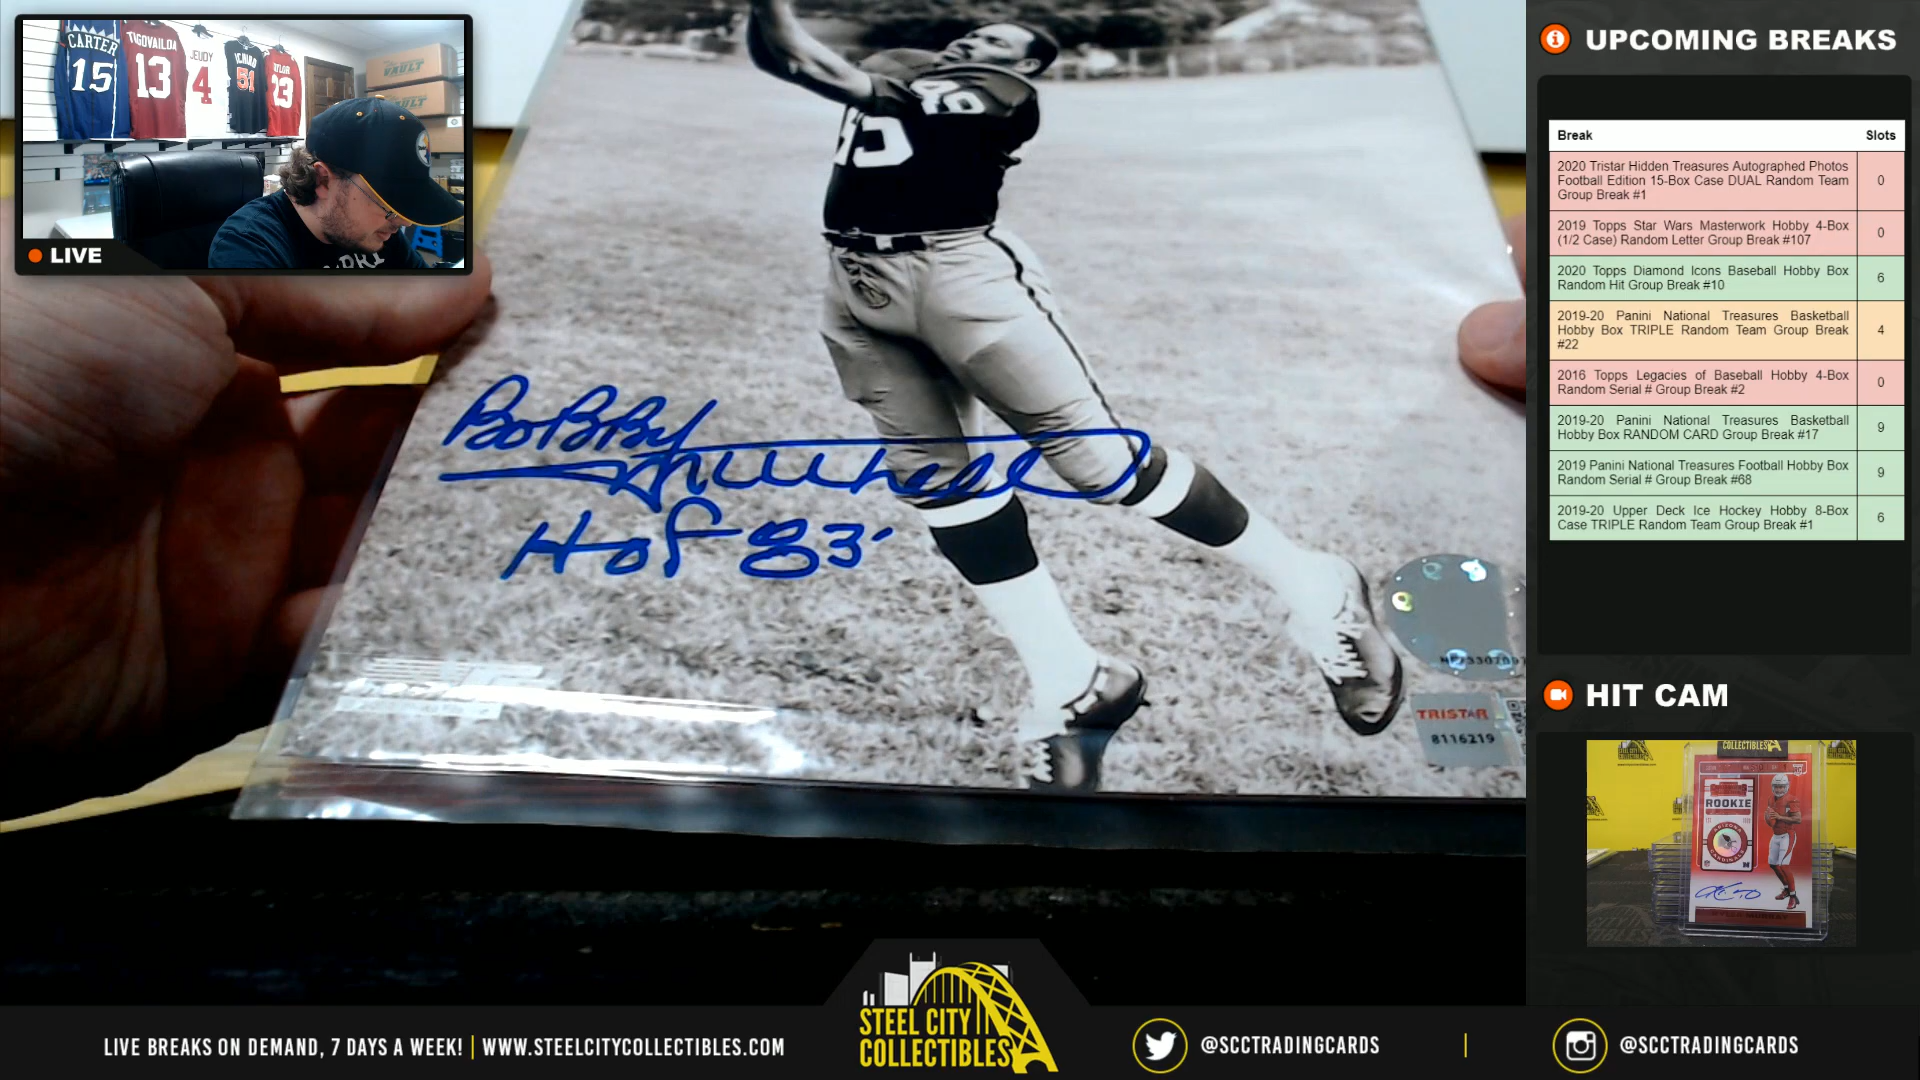 CARTER
15
TAGOVAILOA
13
JEUDY
4
ICHIRO
51
TAYLOR
23
VAULT
VAULT
LIVE
49
Bobby
Mitchell
Hof 83'
TRISTAR
8116219
UPCOMING BREAKS
Break Slots
2020 Tristar Hidden Treasures Autographed Photos
Football Edition 15-Box Case DUAL Random Team
Group Break #1
0
2019 Topps Star Wars Masterwork Hobby 4-Box
(1/2 Case) Random Letter Group Break #107
0
2020 Topps Diamond Icons Baseball Hobby Box
Random Hit Group Break #10
6
2019-20 Panini National Treasures Basketball
Hobby Box TRIPLE Random Team Group Break
#22
4
2016 Topps Legacies of Baseball Hobby 4-Box
Random Serial # Group Break #2
0
2019-20 Panini National Treasures Basketball
Hobby Box RANDOM CARD Group Break #17
9
2019 Panini National Treasures Football Hobby Box
Random Serial # Group Break #68
9
2019-20 Upper Deck Ice Hockey Hobby 8-Box
Case TRIPLE Random Team Group Break #1
6
HIT CAM
COLLECTIBLES
ROOKIE
LIVE BREAKS ON DEMAND, 7 DAYS A WEEK! | WWW.STEELCITYCOLLECTIBLES.COM
STEEL CITY
COLLECTIBLES
@SCCTRADINGCARDS
|
@SCCTRADINGCARDS